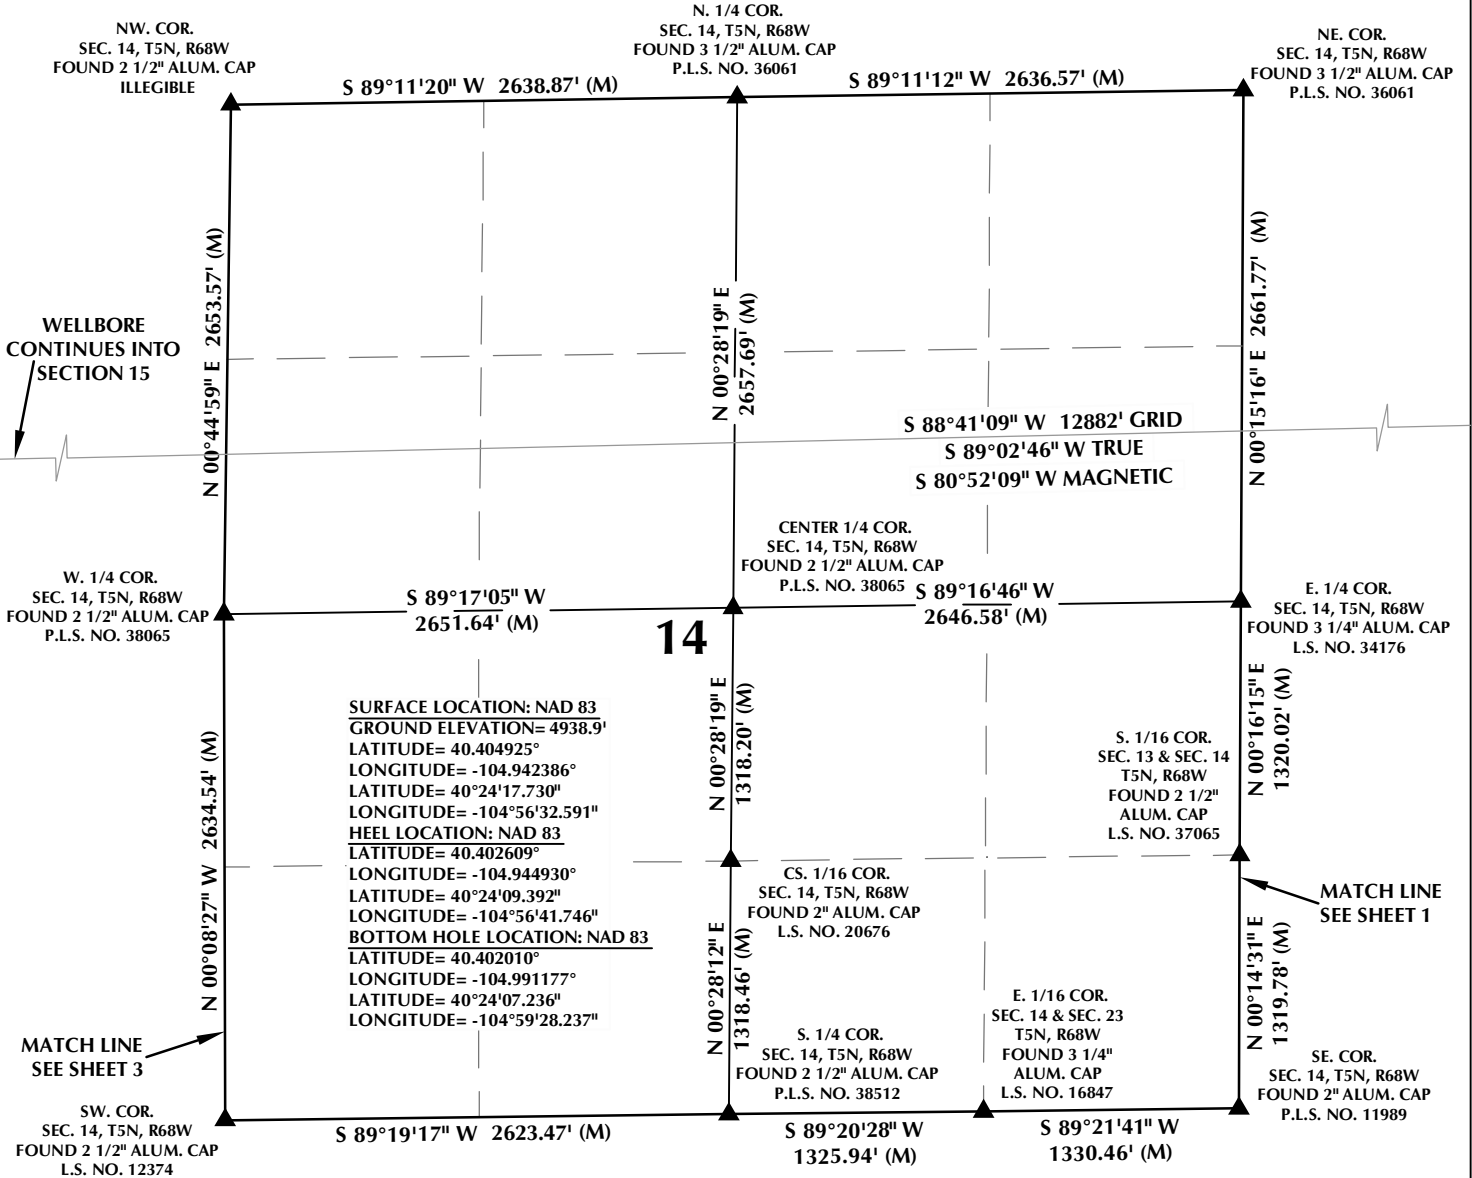 NW. COR.
SEC. 14, T5N, R68W
FOUND 2 1/2" ALUM. CAP
ILLEGIBLE
N. 1/4 COR.
SEC. 14, T5N, R68W
FOUND 3 1/2" ALUM. CAP
P.L.S. NO. 36061
NE. COR.
SEC. 14, T5N, R68W
FOUND 3 1/2" ALUM. CAP
P.L.S. NO. 36061
S 89°11'20" W 2638.87' (M)
S 89°11'12" W 2636.57' (M)
N 00°44'59" E 2653.57' (M)
N 00°28'19" E
2657.69' (M)
N 00°15'16" E 2661.77' (M)
WELLBORE
CONTINUES INTO
SECTION 15
S 88°41'09" W 12882' GRID
S 89°02'46" W TRUE
S 80°52'09" W MAGNETIC
CENTER 1/4 COR.
SEC. 14, T5N, R68W
FOUND 2 1/2" ALUM. CAP
P.L.S. NO. 38065
W. 1/4 COR.
SEC. 14, T5N, R68W
FOUND 2 1/2" ALUM. CAP
P.L.S. NO. 38065
S 89°17'05" W
2651.64' (M)
S 89°16'46" W
2646.58' (M)
E. 1/4 COR.
SEC. 14, T5N, R68W
FOUND 3 1/4" ALUM. CAP
L.S. NO. 34176
14
SURFACE LOCATION: NAD 83
GROUND ELEVATION= 4938.9'
LATITUDE= 40.404925°
LONGITUDE= -104.942386°
LATITUDE= 40°24'17.730"
LONGITUDE= -104°56'32.591"
HEEL LOCATION: NAD 83
LATITUDE= 40.402609°
LONGITUDE= -104.944930°
LATITUDE= 40°24'09.392"
LONGITUDE= -104°56'41.746"
BOTTOM HOLE LOCATION: NAD 83
LATITUDE= 40.402010°
LONGITUDE= -104.991177°
LATITUDE= 40°24'07.236"
LONGITUDE= -104°59'28.237"
N 00°08'27" W 2634.54' (M)
N 00°28'19" E
1318.20' (M)
N 00°16'15" E
1320.02' (M)
S. 1/16 COR.
SEC. 13 & SEC. 14
T5N, R68W
FOUND 2 1/2"
ALUM. CAP
L.S. NO. 37065
CS. 1/16 COR.
SEC. 14, T5N, R68W
FOUND 2" ALUM. CAP
L.S. NO. 20676
MATCH LINE
SEE SHEET 1
N 00°28'12" E
1318.46' (M)
N 00°14'31" E
1319.78' (M)
E. 1/16 COR.
SEC. 14 & SEC. 23
T5N, R68W
FOUND 3 1/4"
ALUM. CAP
L.S. NO. 16847
S. 1/4 COR.
SEC. 14, T5N, R68W
FOUND 2 1/2" ALUM. CAP
P.L.S. NO. 38512
MATCH LINE
SEE SHEET 3
SE. COR.
SEC. 14, T5N, R68W
FOUND 2" ALUM. CAP
P.L.S. NO. 11989
SW. COR.
SEC. 14, T5N, R68W
FOUND 2 1/2" ALUM. CAP
L.S. NO. 12374
S 89°19'17" W 2623.47' (M)
S 89°20'28" W
1325.94' (M)
S 89°21'41" W
1330.46' (M)